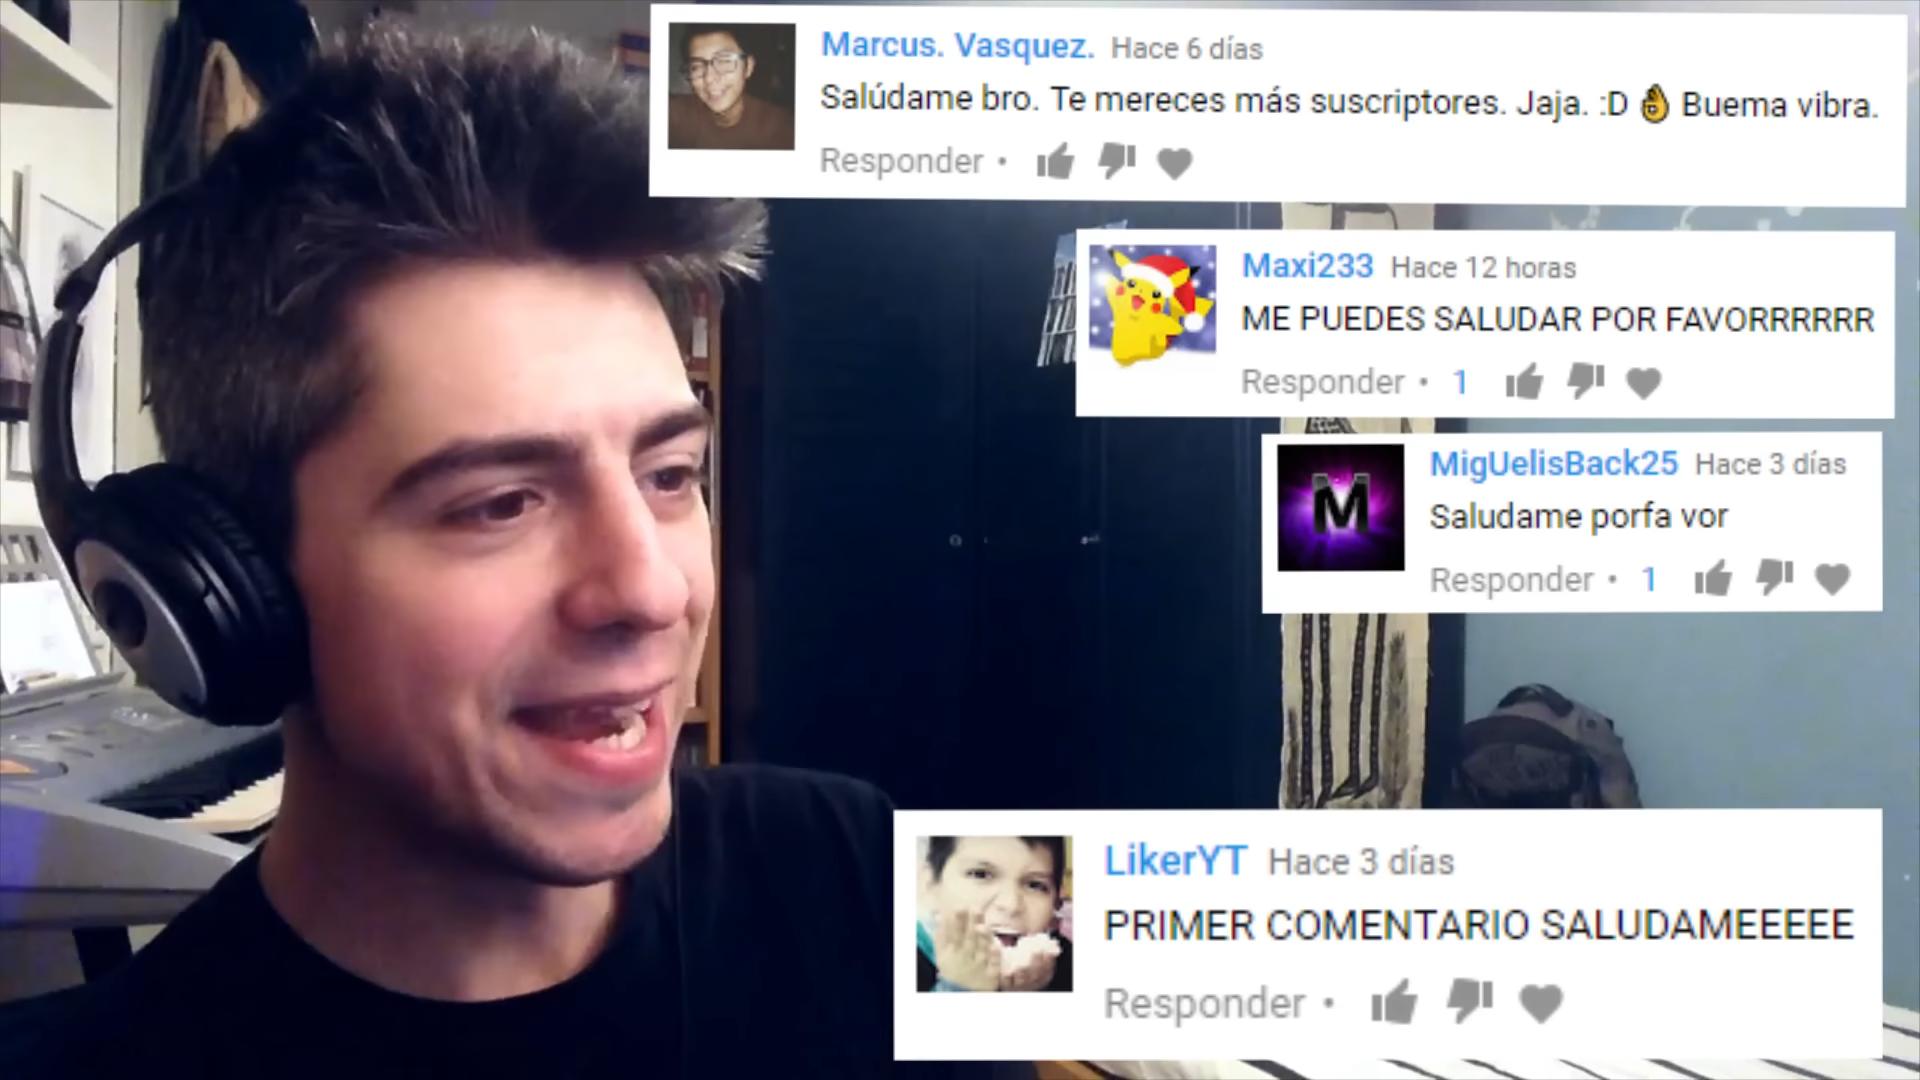 Marcus. Vasquez. Hace 6 días
Salúdame bro. Te mereces más suscriptores. Jaja. :D 👌 Buema vibra.
Responder •
Maxi233 Hace 12 horas
ME PUEDES SALUDAR POR FAVORRRRRR
Responder • 1
M
MigUelisBack25 Hace 3 días
Saludame porfa vor
Responder • 1
LikerYT Hace 3 días
PRIMER COMENTARIO SALUDAMEEEEE
Responder •